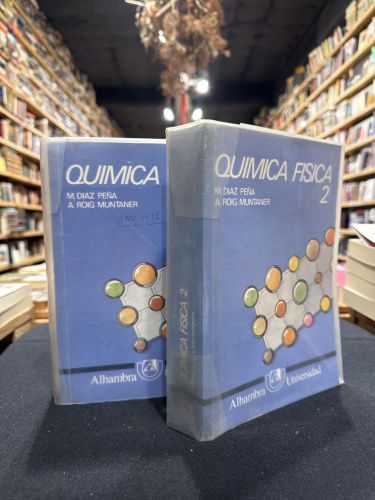 QUIMICA
M. DIAZ PEÑA
A. ROIG MUNTANER
Alhambra
QUIMICA FISICA
2
M. DIAZ PEÑA
A. ROIG MUNTANER
Alhambra Universidad
QUIMICA FISICA 2